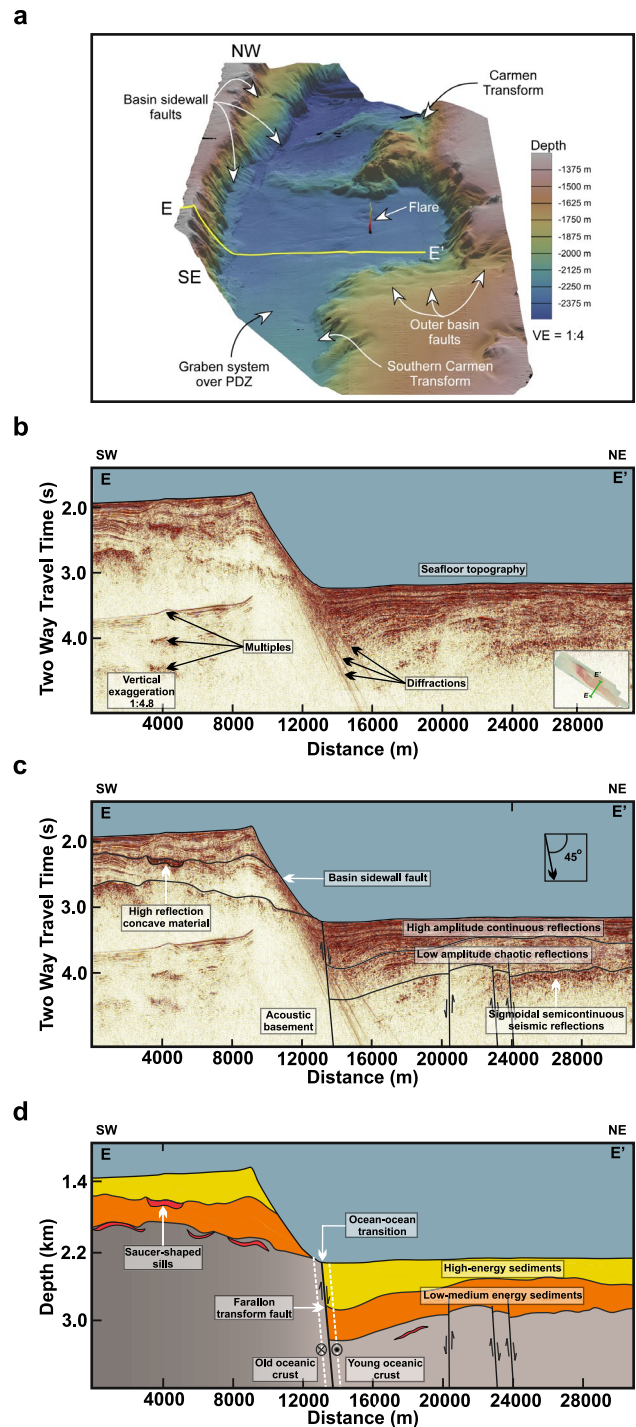 a
NW
Basin sidewall
faults
Carmen
Transform
Depth
-1375 m
-1500 m
-1750 m
-1875 m
-2000 m
-2125 m
-2250 m
-2375 m
VE = 1:4
E
Flare
E'
SE
Outer basin
faults
Graben system
over PDZ
Southern Carmen
Transform
b
SW
NE
E
E'
Two Way Travel Time (s)
2.0
3.0
4.0
Seafloor topography
Multiples
Diffractions
Vertical
exaggeration
1:4.8
E'
E
4000 8000 12000 16000 20000 24000 28000
Distance (m)
c
SW
NE
E
E'
Two Way Travel Time (s)
2.0
3.0
4.0
45°
Basin sidewall fault
High reflection
concave material
High amplitude continuous reflections
Low amplitude chaotic reflections
Acoustic
basement
Sigmoidal semicontinuous
seismic reflections
4000 8000 12000 16000 20000 24000 28000
Distance (m)
d
SW
NE
E
E'
Depth (km)
1.4
2.2
3.0
Ocean-ocean
transition
Saucer-shaped
sills
High-energy sediments
Low-medium energy sediments
Farallon
transform fault
Old oceanic
crust
Young oceanic
crust
4000 8000 12000 16000 20000 24000 28000
Distance (m)